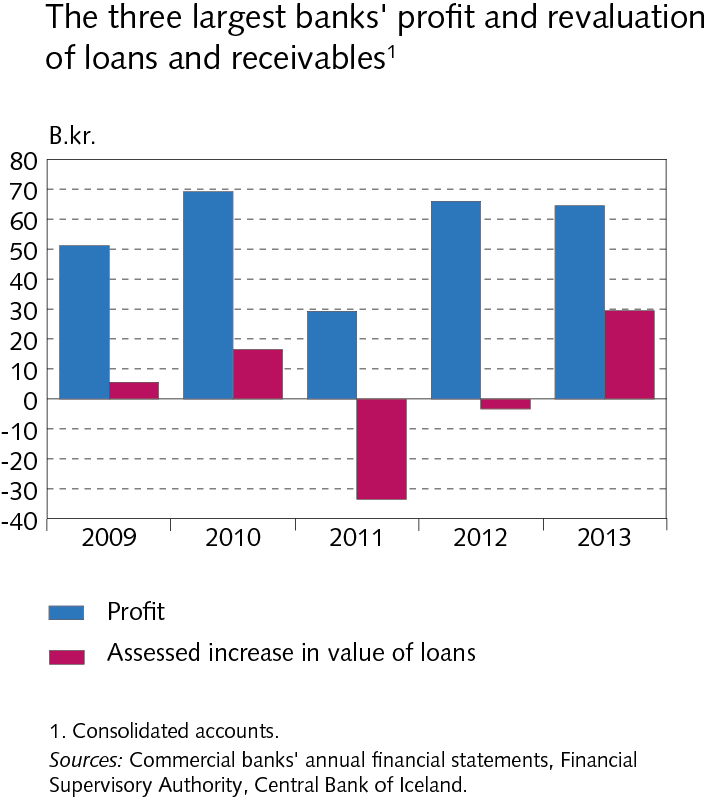 The three largest banks' profit and revaluation
of loans and receivables1
B.kr.
80
70
60
50
40
30
20
10
0
-10
-20
-30
-40
2009 2010 2011 2012 2013
Profit
Assessed increase in value of loans
1. Consolidated accounts.
Sources: Commercial banks' annual financial statements, Financial
Supervisory Authority, Central Bank of Iceland.